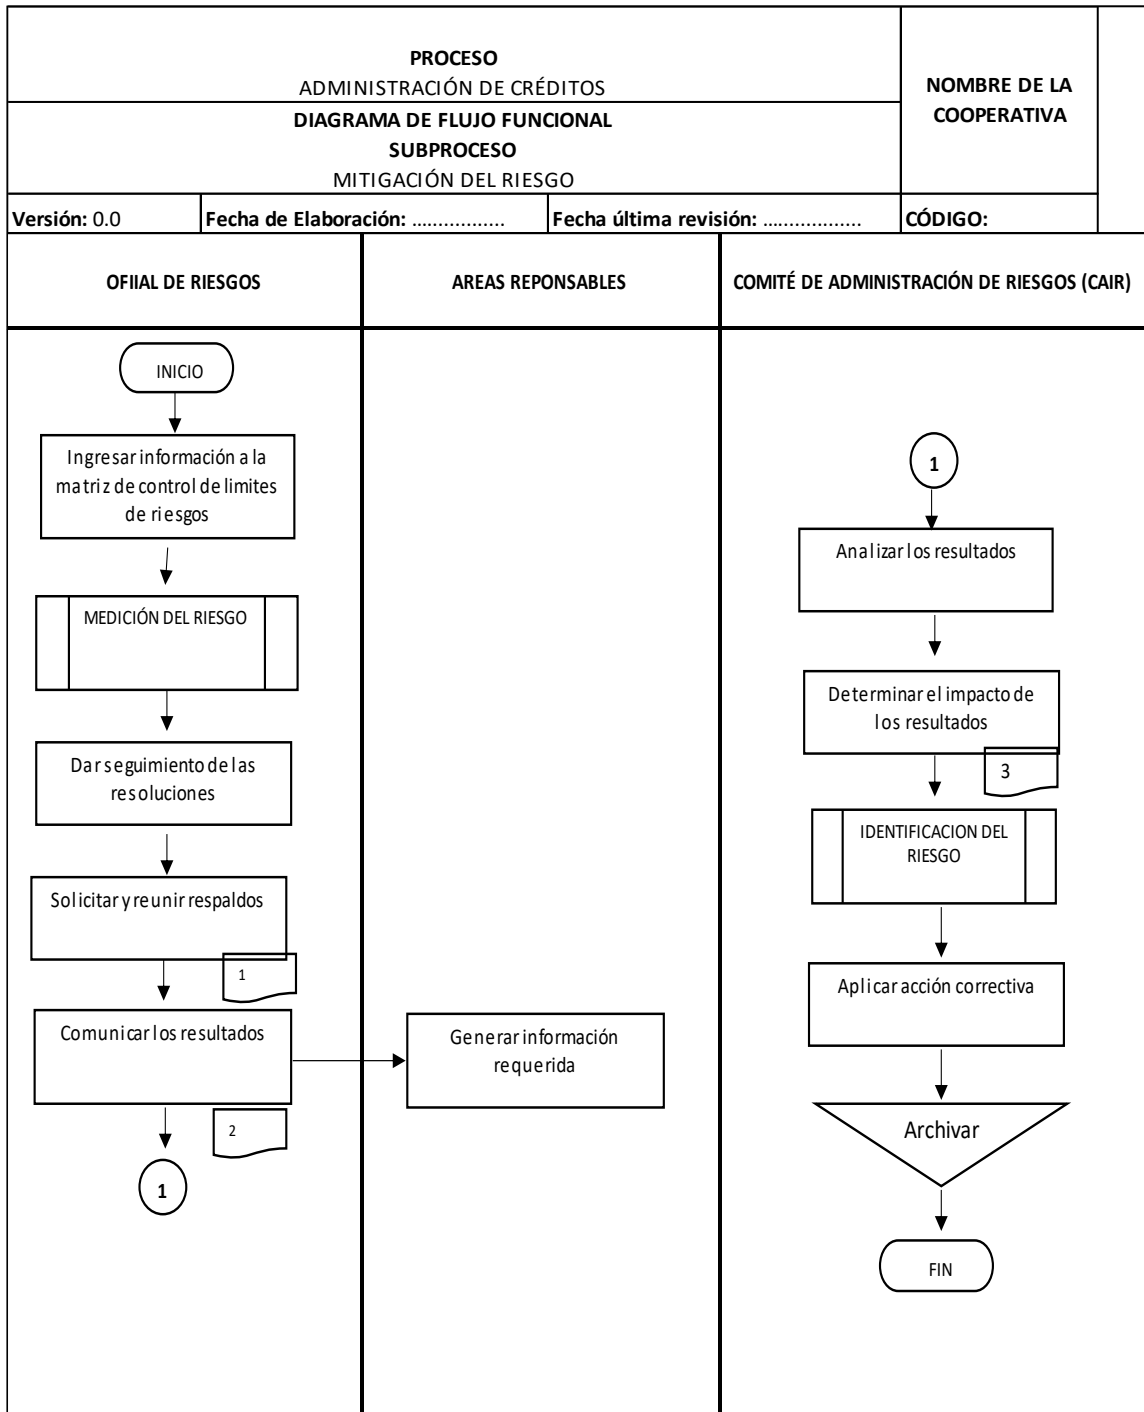 PROCESO
ADMINISTRACIÓN DE CRÉDITOS
NOMBRE DE LA
COOPERATIVA
DIAGRAMA DE FLUJO FUNCIONAL
SUBPROCESO
MITIGACIÓN DEL RIESGO
Versión: 0.0
Fecha de Elaboración: .................
Fecha última revisión: ..................
CÓDIGO:
OFIIAL DE RIESGOS
AREAS REPONSABLES
COMITÉ DE ADMINISTRACIÓN DE RIESGOS (CAIR)
INICIO
Ingresar información a la
matriz de control de limites
de riesgos
MEDICIÓN DEL RIESGO
Dar seguimiento de las
resoluciones
Solicitar y reunir respaldos
1
Comunicar los resultados
2
1
Generar información
requerida
1
Analizar los resultados
Determinar el impacto de
los resultados
3
IDENTIFICACION DEL
RIESGO
Aplicar acción correctiva
Archivar
FIN